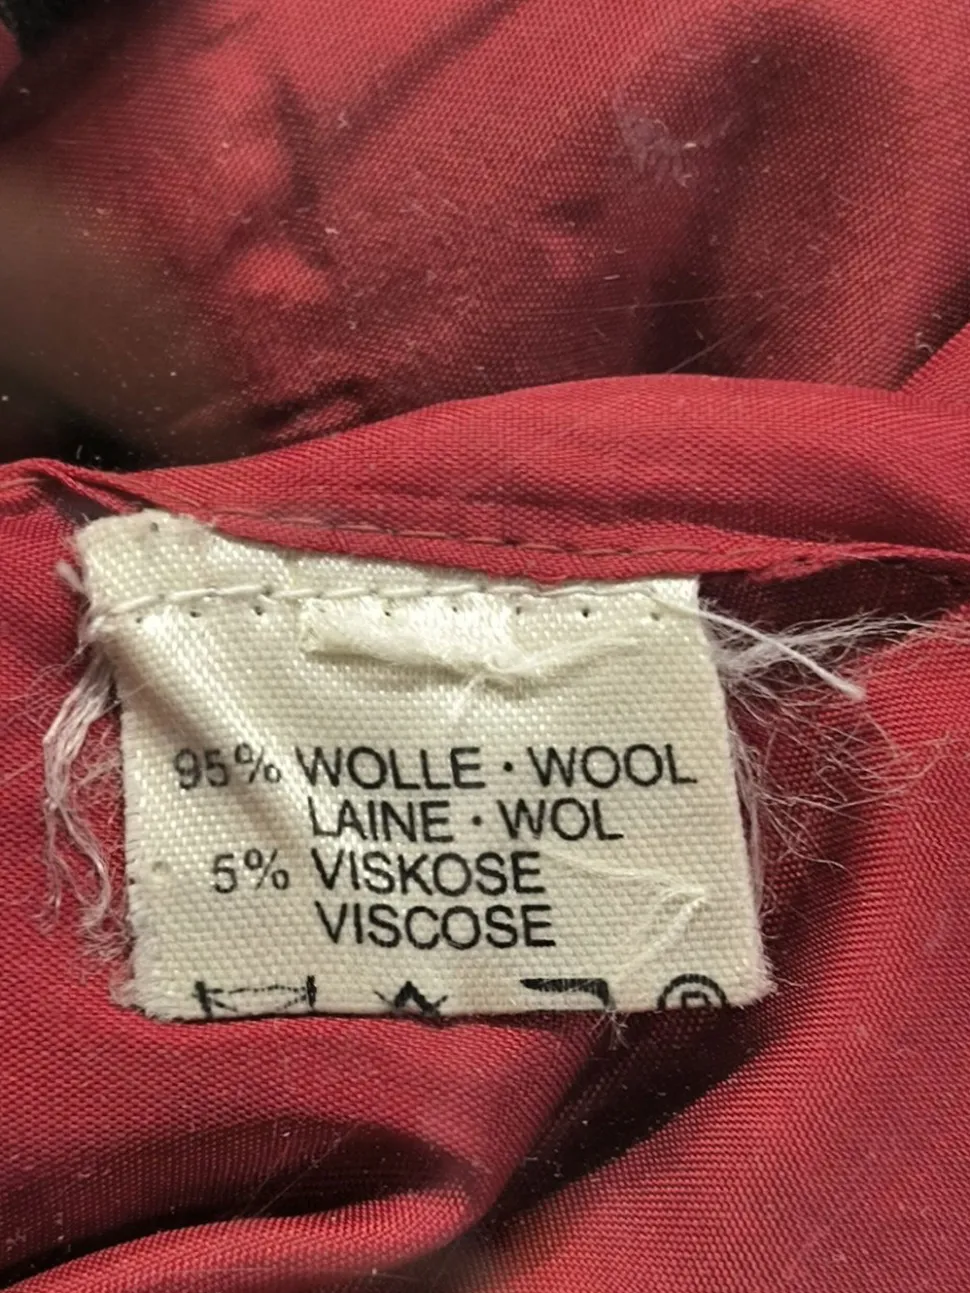 95% WOLLE · WOOL
LAINE · WOL
5% VISKOSE
VISCOSE
P